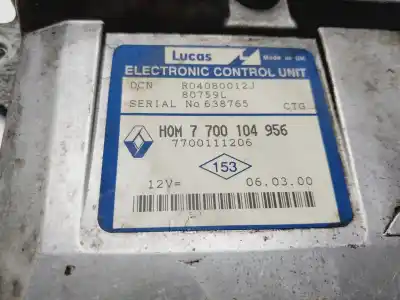 Lucas Made in UK
ELECTRONIC CONTROL UNIT
DCN R04080012J
80759L
SERIAL No 638765 CTG
HOM 7 700 104 956
7700111206
153
12V= 06.03.00